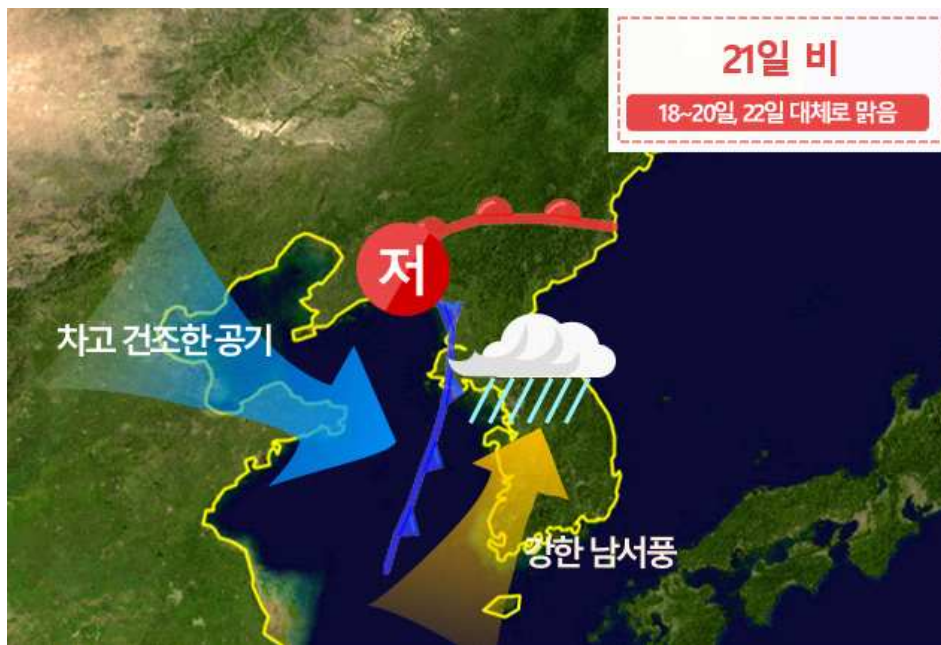 21일 비
18~20일, 22일 대체로 맑음
저
차고 건조한 공기
강한 남서풍